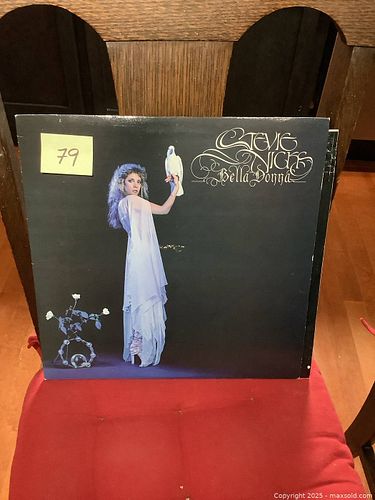 79
STEVIE
NICKS
Bella Donna
Copyright 2025 - maxsold.com